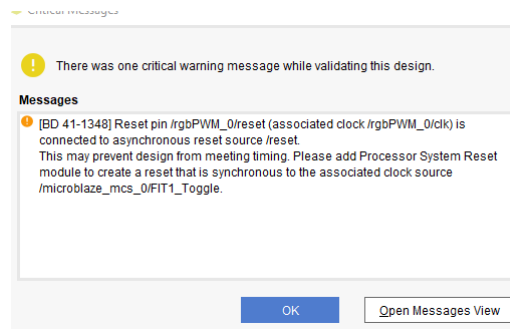 Critical Messages
There was one critical warning message while validating this design.
Messages
[BD 41-1348] Reset pin /rgbPWM_0/reset (associated clock /rgbPWM_0/clk) is
connected to asynchronous reset source /reset.
This may prevent design from meeting timing. Please add Processor System Reset
module to create a reset that is synchronous to the associated clock source
/microblaze_mcs_0/FIT1_Toggle.
OK
Open Messages View